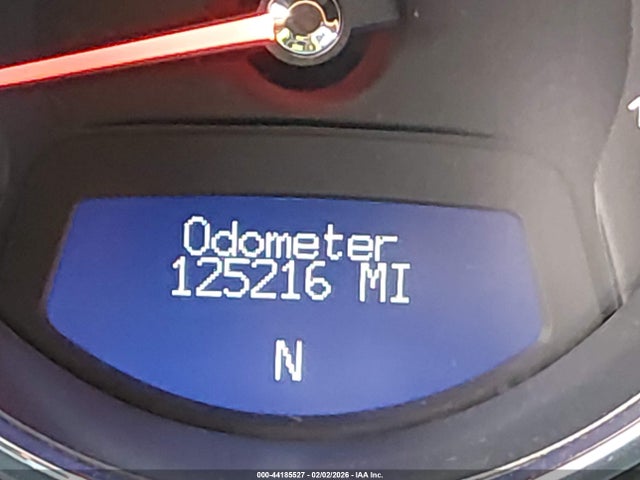 Odometer
125216 MI
N
000-44185527 - 02/02/2026 - IAA Inc.